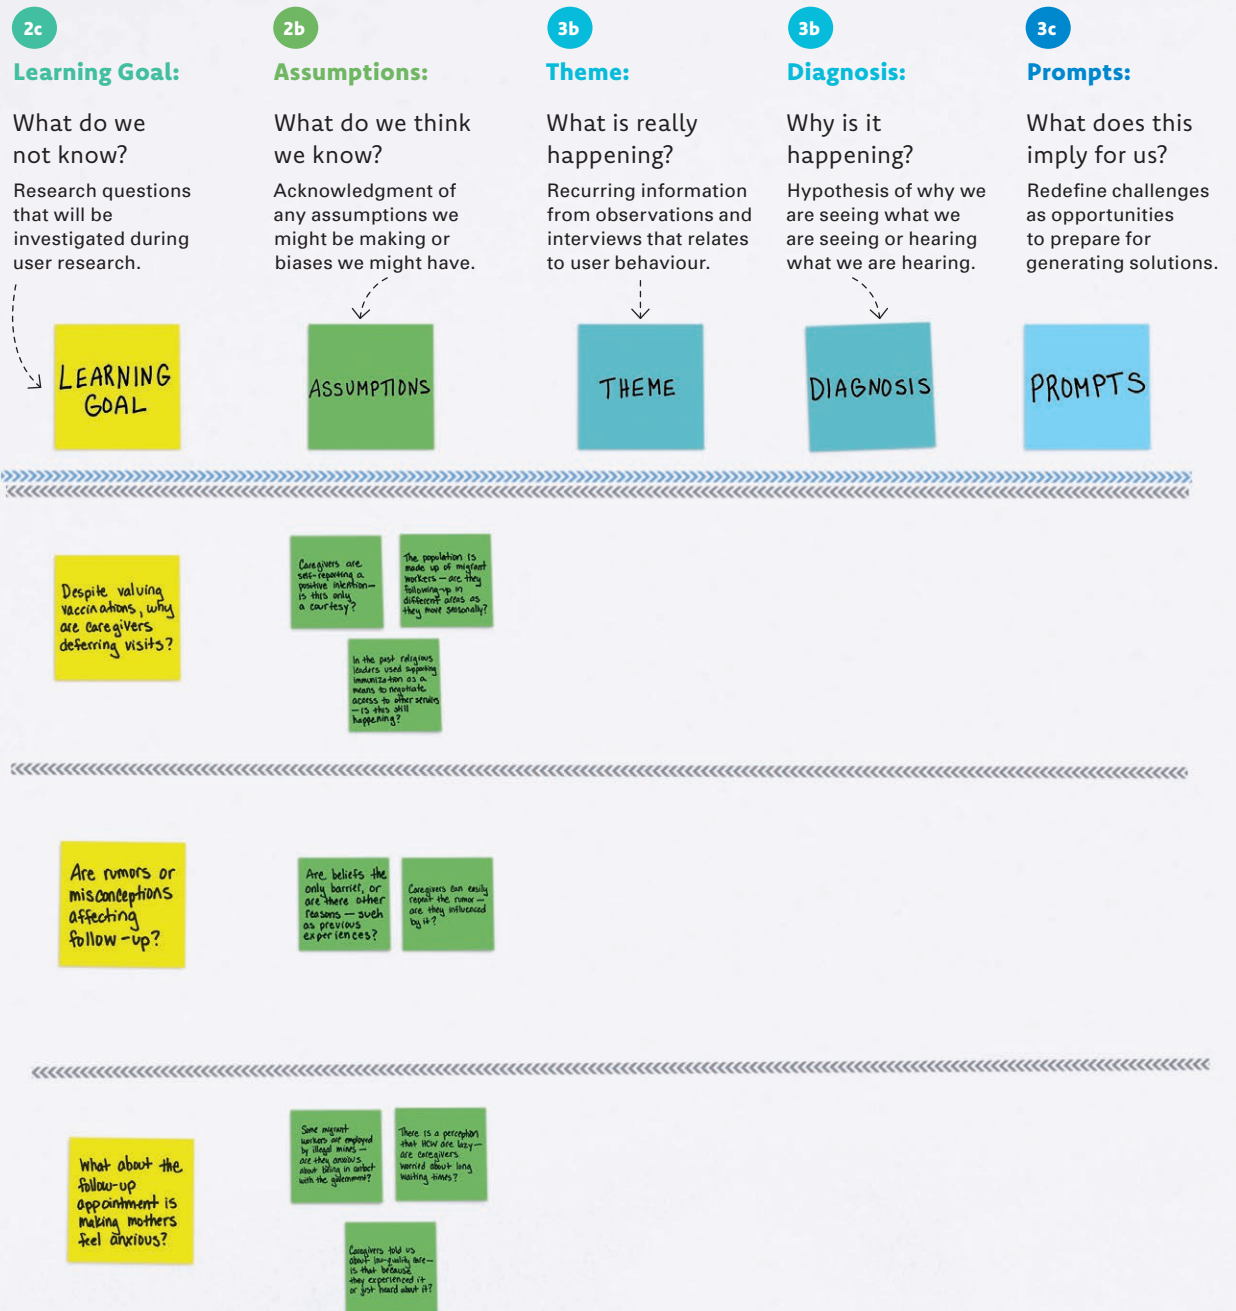 2c
Learning Goal:
What do we
not know?
Research questions
that will be
investigated during
user research.
2b
Assumptions:
What do we think
we know?
Acknowledgment of
any assumptions we
might be making or
biases we might have.
3b
Theme:
What is really
happening?
Recurring information
from observations and
interviews that relates
to user behaviour.
3b
Diagnosis:
Why is it
happening?
Hypothesis of why we
are seeing what we
are seeing or hearing
what we are hearing.
3c
Prompts:
What does this
imply for us?
Redefine challenges
as opportunities
to prepare for
generating solutions.
LEARNING
GOAL
ASSUMPTIONS
THEME
DIAGNOSIS
PROMPTS
Despite valuing
vaccinations, why
are caregivers
deferring visits?
Caregivers are
self-reporting a
positive intention—
is this only
a courtesy?
The population is
made up of migrant
workers — are they
following-up in
different areas as
they move seasonally?
In the past religious
leaders used supporting
immunization as a
means to negotiate
access to other services
— is this still
happening?
Are rumors or
misconceptions
affecting
follow-up?
Are beliefs the
only barrier, or
are there other
reasons — such
as previous
experiences?
Caregivers can easily
repeat the rumor —
are they influenced
by it?
What about the
follow-up
appointment is
making mothers
feel anxious?
Some migrant
workers are employed
by illegal mines —
are they anxious
about being in contact
with the government?
There is a perception
that HCW are lazy—
are caregivers
worried about long
waiting times?
Caregivers told us
about low-quality care—
is that because
they experienced it
or just heard about it?